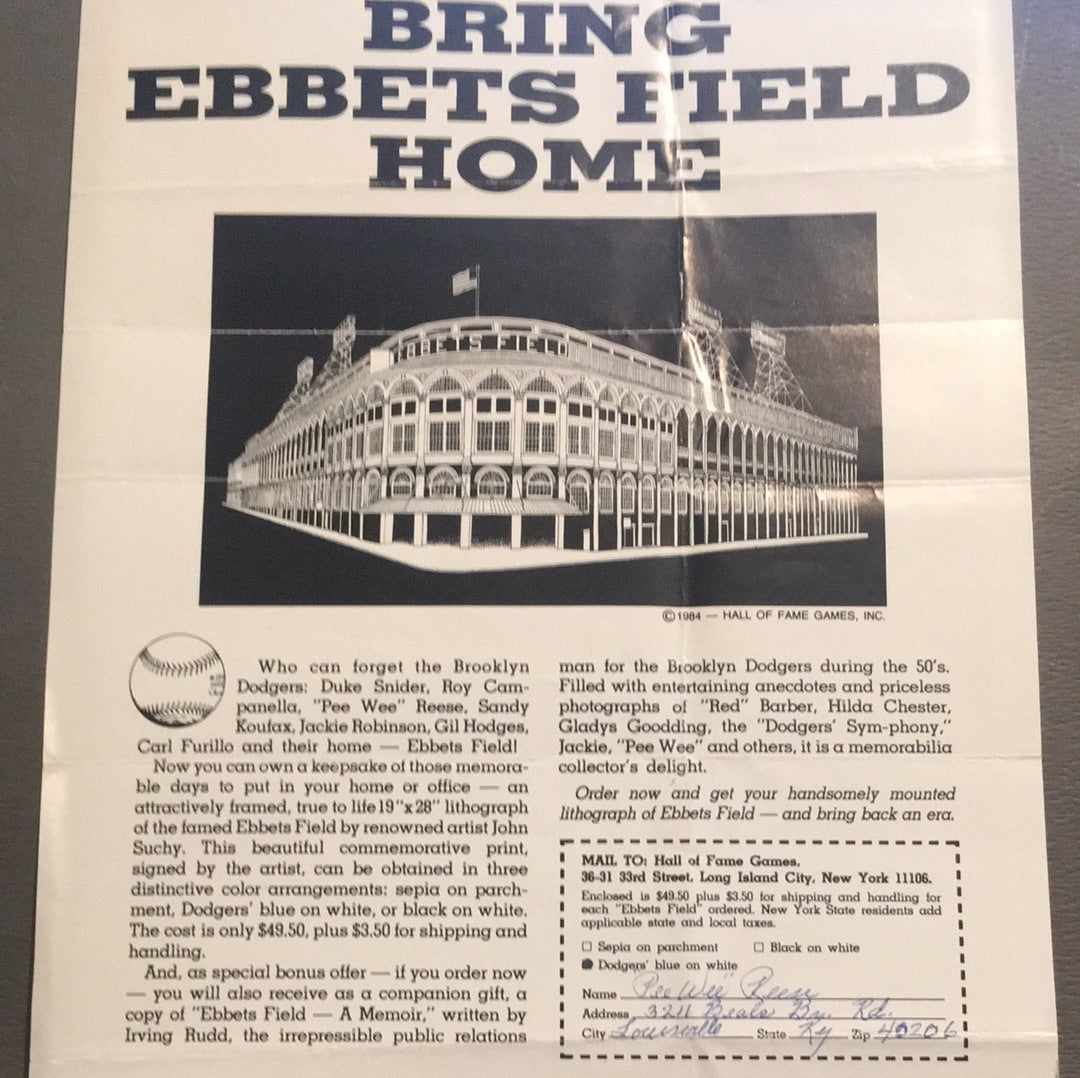 BRING
EBBETS FIELD
HOME
EBBETS FIELD
©1984 — HALL OF FAME GAMES, INC.
Who can forget the Brooklyn
Dodgers: Duke Snider, Roy Cam-
panella, "Pee Wee" Reese, Sandy
Koufax, Jackie Robinson, Gil Hodges,
Carl Furillo and their home — Ebbets Field!
Now you can own a keepsake of those memora-
ble days to put in your home or office — an
attractively framed, true to life 19"x 28" lithograph
of the famed Ebbets Field by renowned artist John
Suchy. This beautiful commemorative print,
signed by the artist, can be obtained in three
distinctive color arrangements: sepia on parch-
ment, Dodgers' blue on white, or black on white.
The cost is only $49.50, plus $3.50 for shipping and
handling.
And, as special bonus offer — if you order now
— you will also receive as a companion gift, a
copy of "Ebbets Field — A Memoir," written by
Irving Rudd, the irrepressible public relations
man for the Brooklyn Dodgers during the 50's.
Filled with entertaining anecdotes and priceless
photographs of "Red" Barber, Hilda Chester,
Gladys Goodding, the "Dodgers' Sym-phony,"
Jackie, "Pee Wee" and others, it is a memorabilia
collector's delight.
Order now and get your handsomely mounted
lithograph of Ebbets Field — and bring back an era.
MAIL TO: Hall of Fame Games,
36-31 33rd Street, Long Island City, New York 11106.
Enclosed is $49.50 plus $3.50 for shipping and handling for
each "Ebbets Field" ordered. New York State residents add
applicable state and local taxes.
Sepia on parchment Black on white
Dodgers' blue on white
Name "Pee Wee" Reese
Address 3211 Beals Br. Rd.
City Louisville State Ky Zip 40206